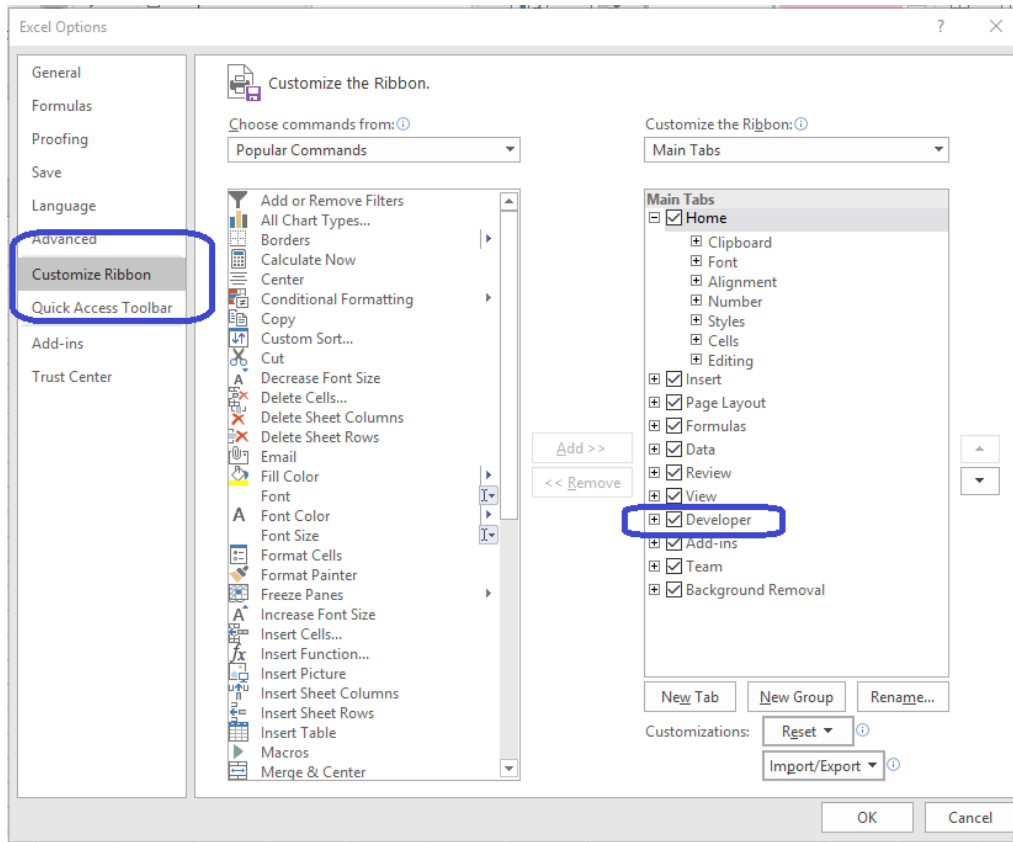 Excel Options
General
Formulas
Proofing
Save
Language
Advanced
Customize Ribbon
Quick Access Toolbar
Add-ins
Trust Center
Customize the Ribbon.
Choose commands from:
Popular Commands
Add or Remove Filters
All Chart Types...
Borders
Calculate Now
Center
Conditional Formatting
Copy
Custom Sort...
Cut
Decrease Font Size
Delete Cells...
Delete Sheet Columns
Delete Sheet Rows
Email
Fill Color
Font
Font Color
Font Size
Format Cells
Format Painter
Freeze Panes
Increase Font Size
Insert Cells...
Insert Function...
Insert Picture
Insert Sheet Columns
Insert Sheet Rows
Insert Table
Macros
Merge & Center
Add >>
<< Remove
Customize the Ribbon:
Main Tabs
Main Tabs
Home
Clipboard
Font
Alignment
Number
Styles
Cells
Editing
Insert
Page Layout
Formulas
Data
Review
View
Developer
Add-ins
Team
Background Removal
New Tab New Group Rename...
Customizations: Reset
Import/Export
OK Cancel